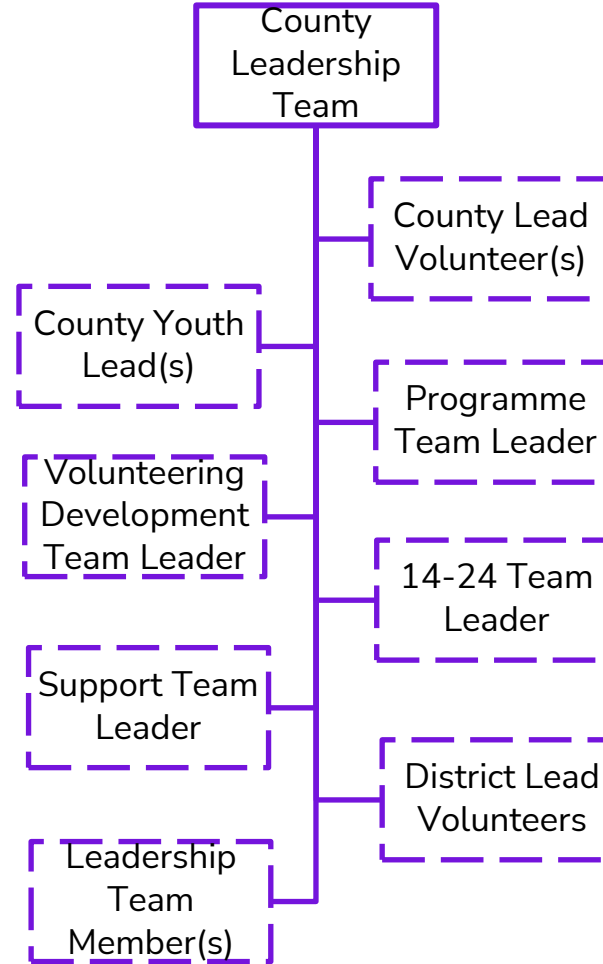 County
Leadership
Team
County Lead
Volunteer(s)
County Youth
Lead(s)
Programme
Team Leader
Volunteering
Development
Team Leader
14-24 Team
Leader
Support Team
Leader
District Lead
Volunteers
Leadership
Team
Member(s)